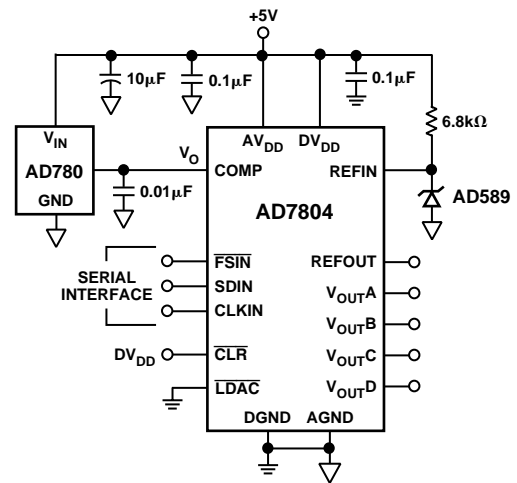 +5V
10µF
0.1µF
0.1µF
6.8kΩ
V_IN
AD780
GND
V_O
0.01µF
AV_DD
DV_DD
COMP
REFIN
AD7804
AD589
SERIAL
INTERFACE
FSIN
SDIN
CLKIN
DV_DD
CLR
LDAC
REFOUT
V_OUTA
V_OUTB
V_OUTC
V_OUTD
DGND
AGND